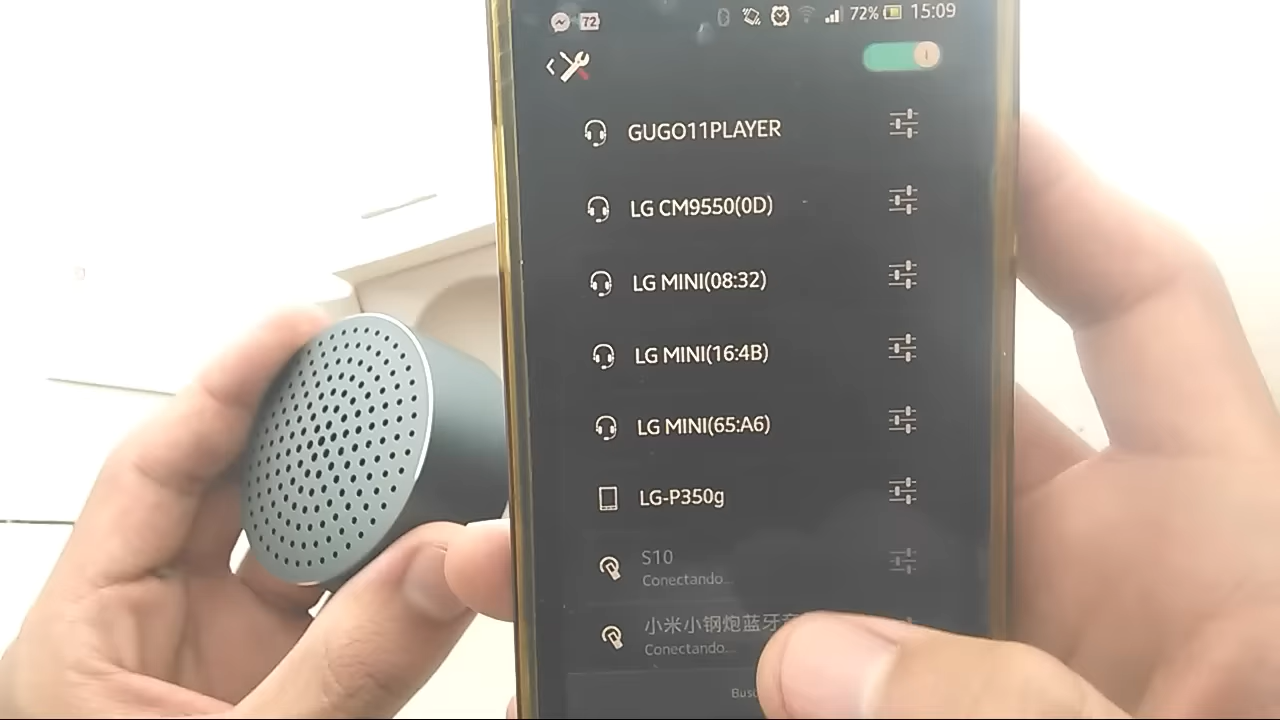 72
72% 15:09
GUGO11PLAYER
LG CM9550(0D)
LG MINI(08:32)
LG MINI(16:4B)
LG MINI(65:A6)
LG-P350g
S10
Conectando...
小米小钢炮蓝牙
Conectando...